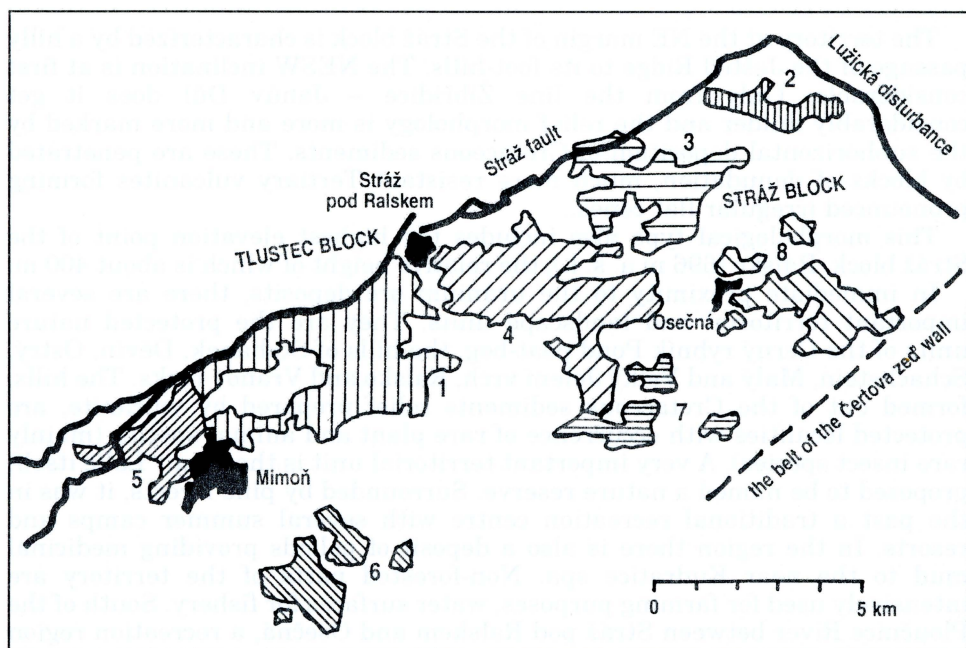 Lužická disturbance
2
Stráž fault
3
Stráž
pod Ralskem
STRÁŽ BLOCK
TLUSTEC BLOCK
8
4
Osečná
1
7
the belt of the Čertova zeď wall
5
Mimoň
6
0
5 km